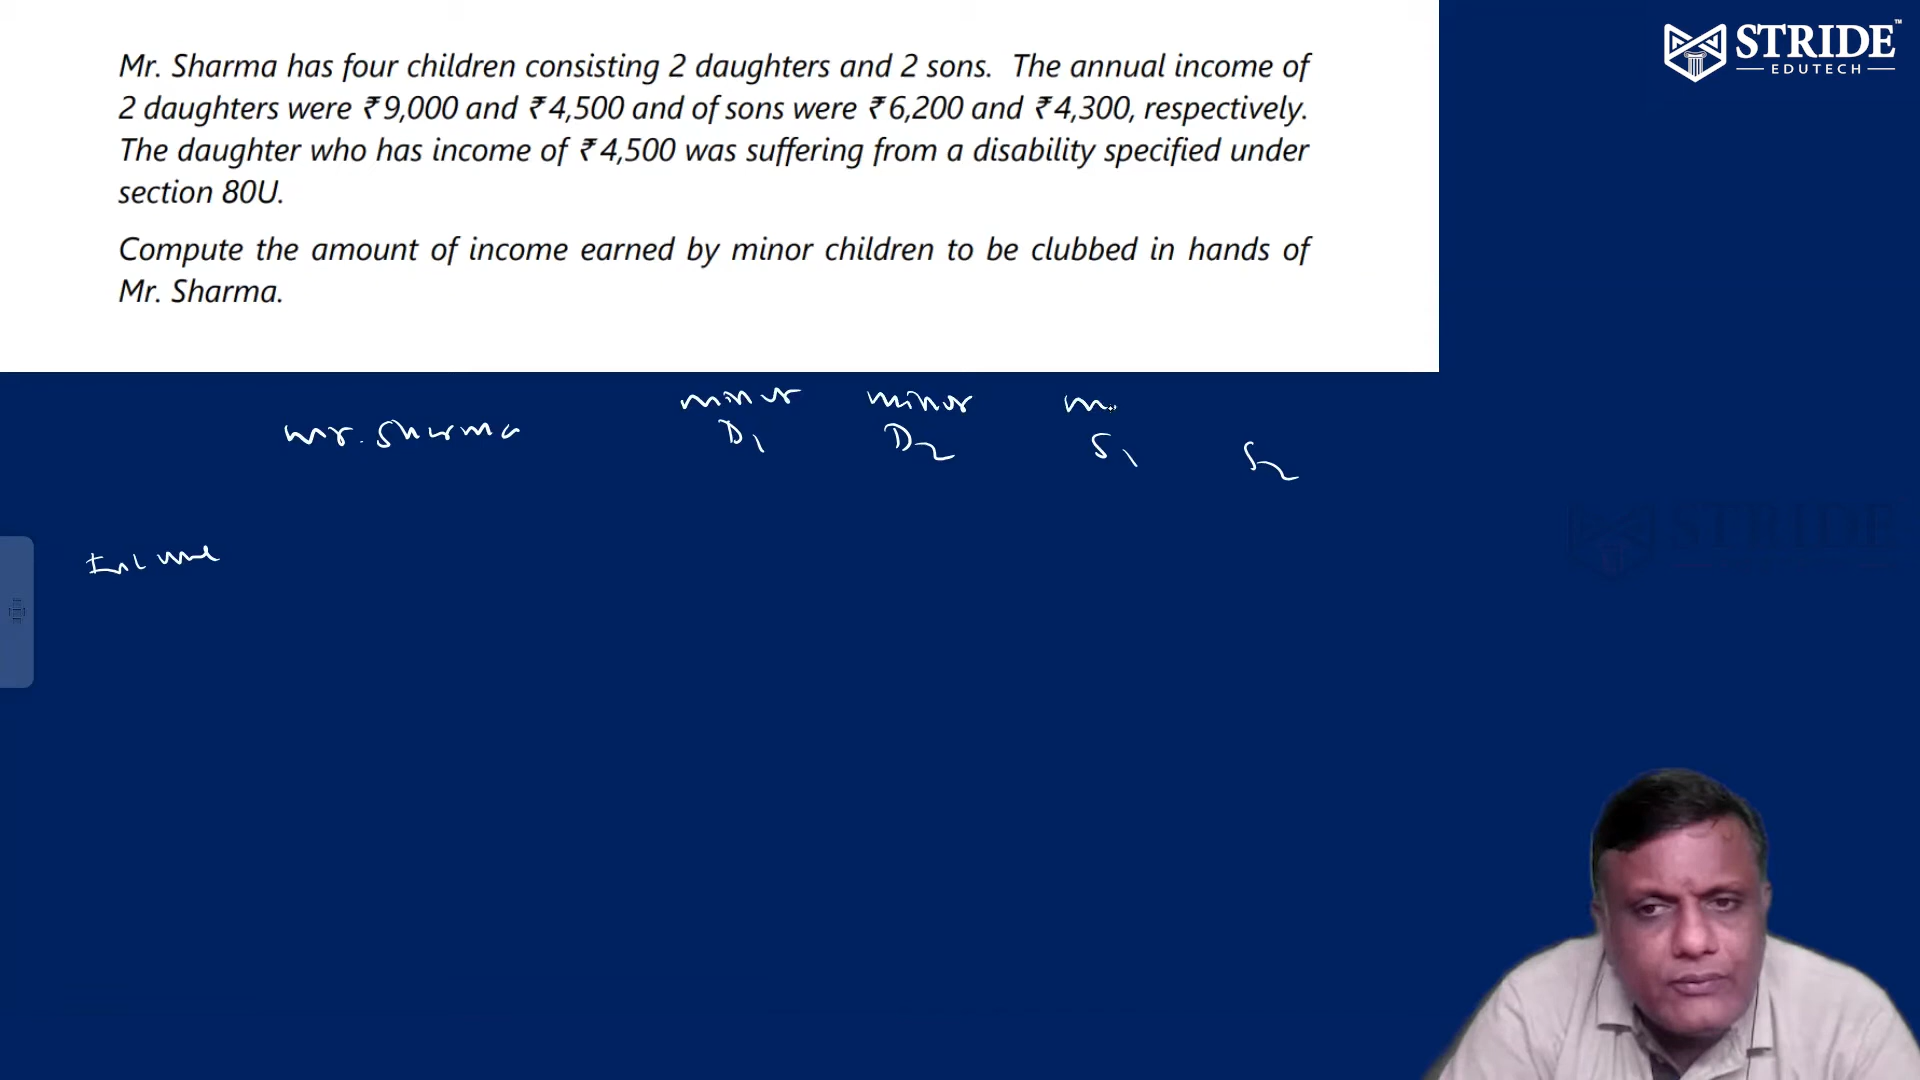 Mr. Sharma has four children consisting 2 daughters and 2 sons. The annual income of
2 daughters were ₹ 9,000 and ₹ 4,500 and of sons were ₹ 6,200 and ₹ 4,300, respectively.
The daughter who has income of ₹ 4,500 was suffering from a disability specified under
section 80U.
Compute the amount of income earned by minor children to be clubbed in hands of
Mr. Sharma.
STRIDE™
EDUTECH
minor minor m
mr. Sharma D1 D2 S1 S2
Income
STRIDE